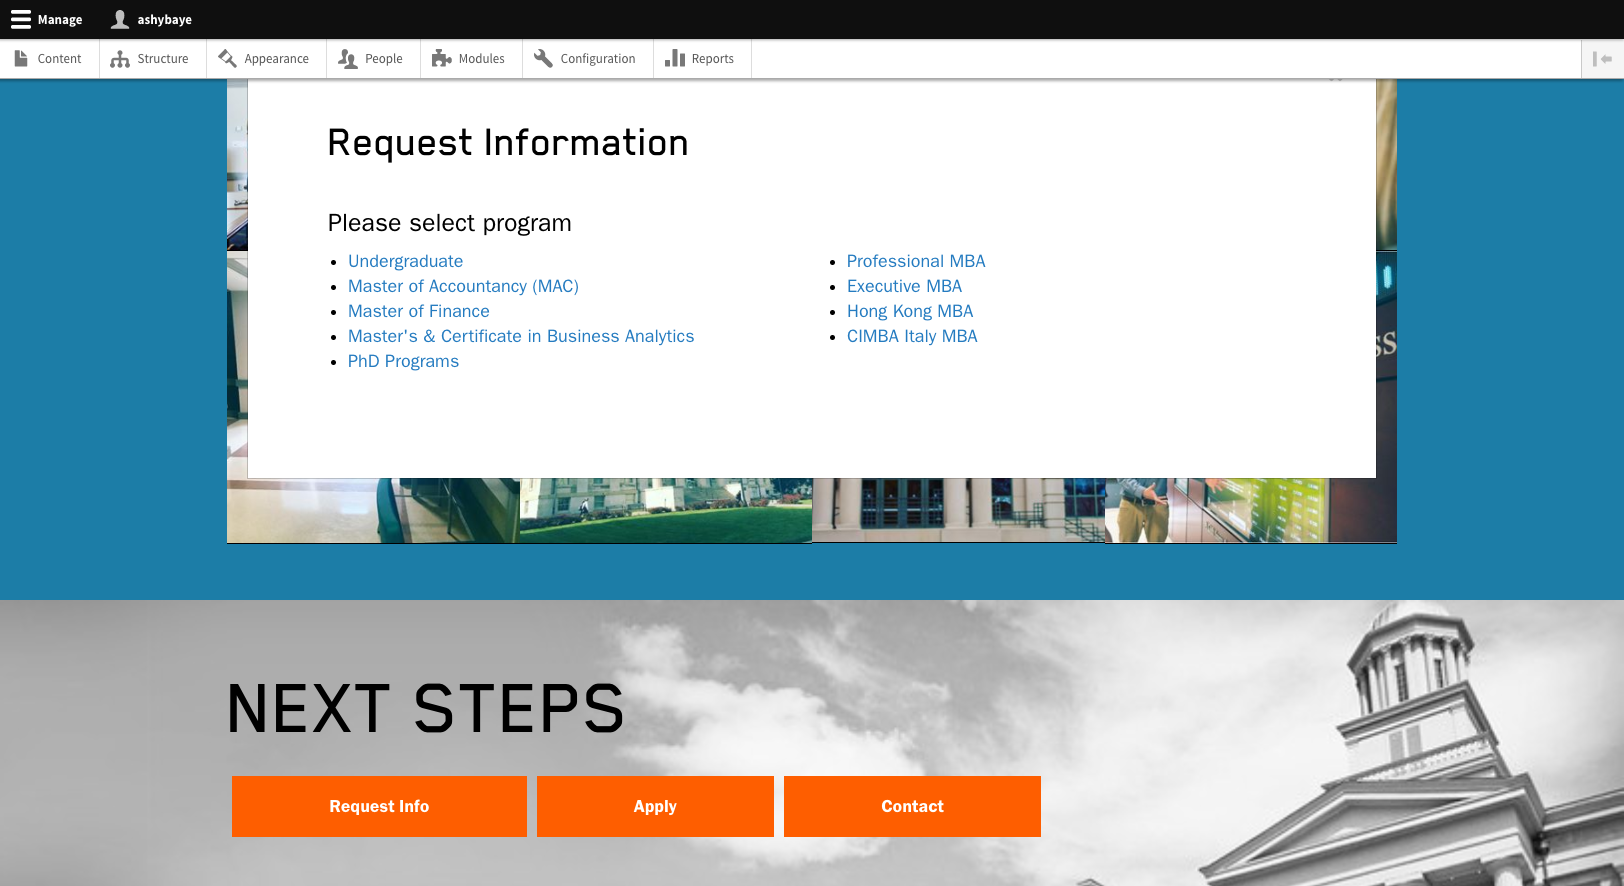 Manage ashybaye
Content Structure Appearance People Modules Configuration Reports
Request Information
Please select program
Undergraduate
Master of Accountancy (MAC)
Master of Finance
Master's & Certificate in Business Analytics
PhD Programs
Professional MBA
Executive MBA
Hong Kong MBA
CIMBA Italy MBA
NEXT STEPS
Request Info Apply Contact